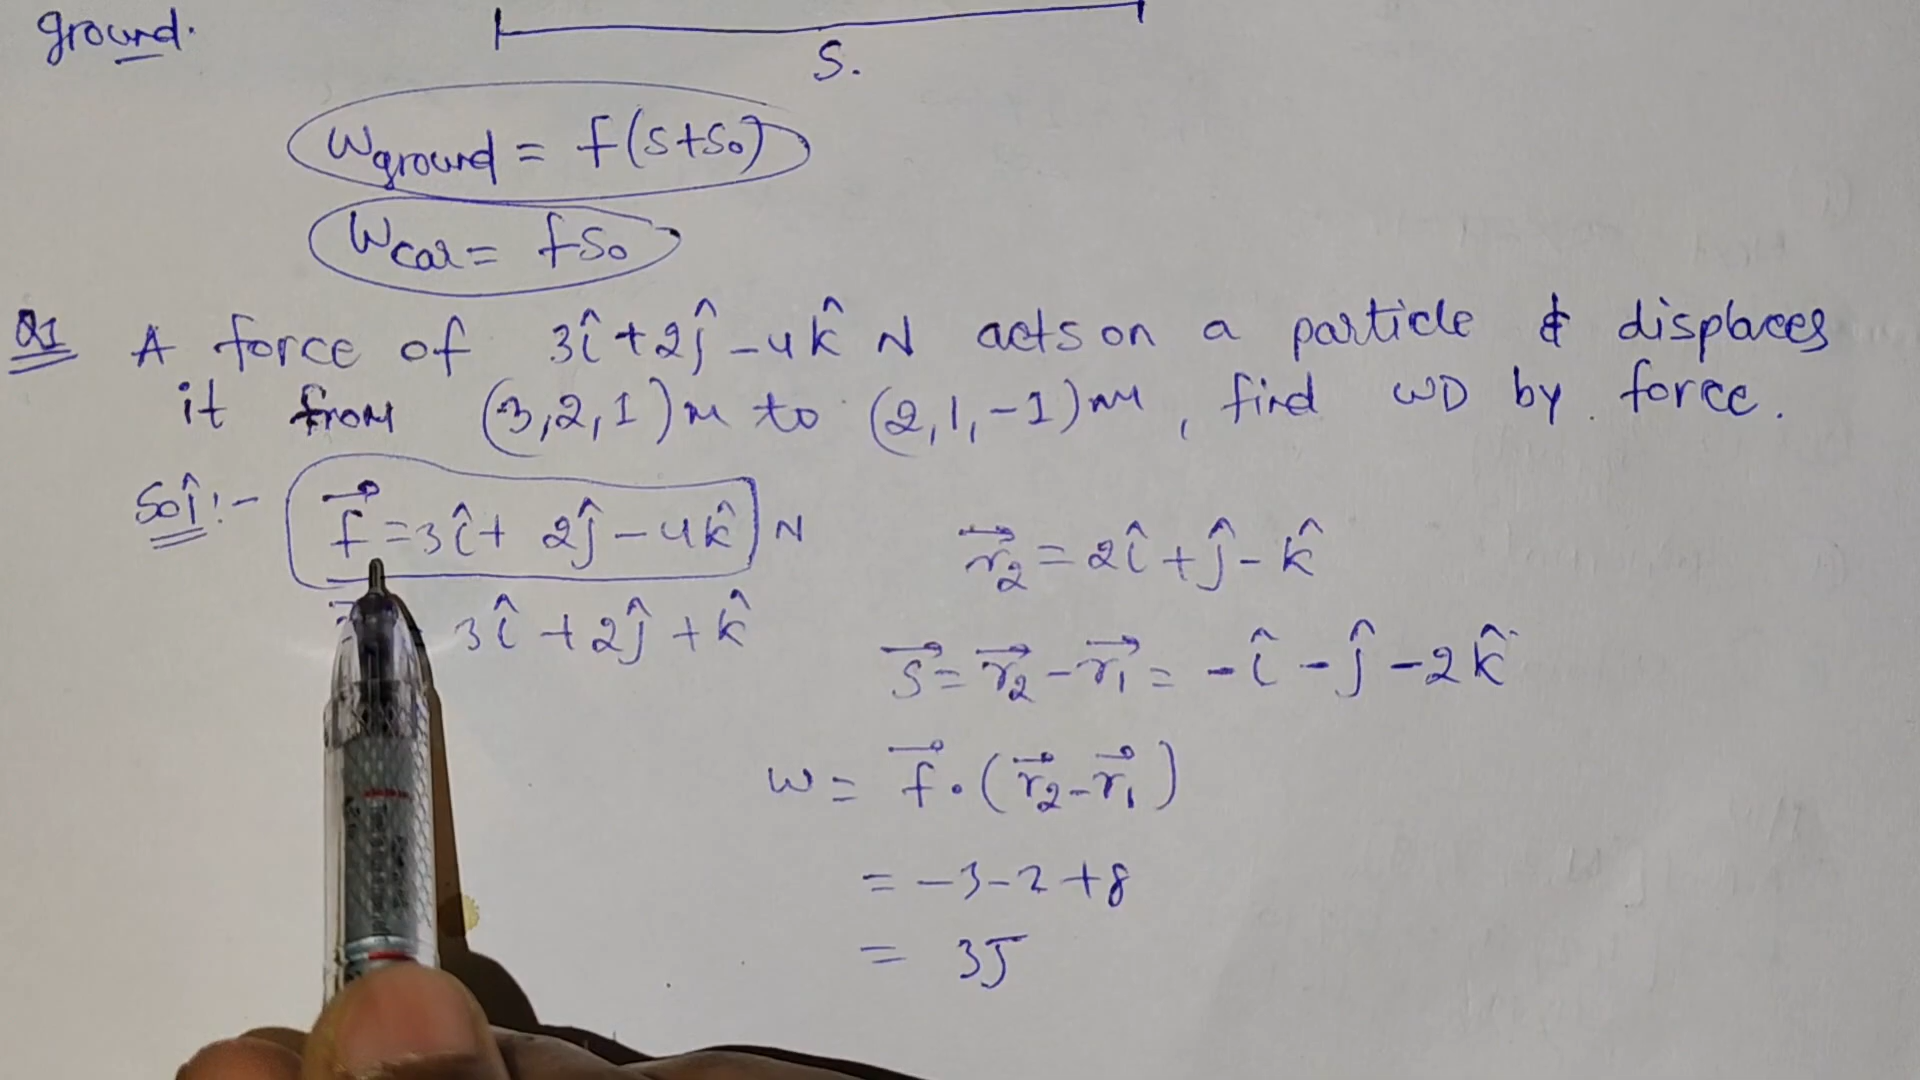 ground.
S.
Wground = f(s+s₀)
Wcar = fs₀
Q1 A force of 3î+2ĵ-4k̂ N acts on a particle & displaces
it from (3,2,1)m to (2,1,-1)m, find WD by force.
Sol:- f⃗ = 3î + 2ĵ - 4k̂ N
3î + 2ĵ + k̂
r⃗₂ = 2î + ĵ - k̂
s⃗ = r⃗₂ - r⃗₁ = -î - ĵ - 2k̂
W = f⃗ . (r⃗₂ - r⃗₁)
= -3-2+8
= 3J